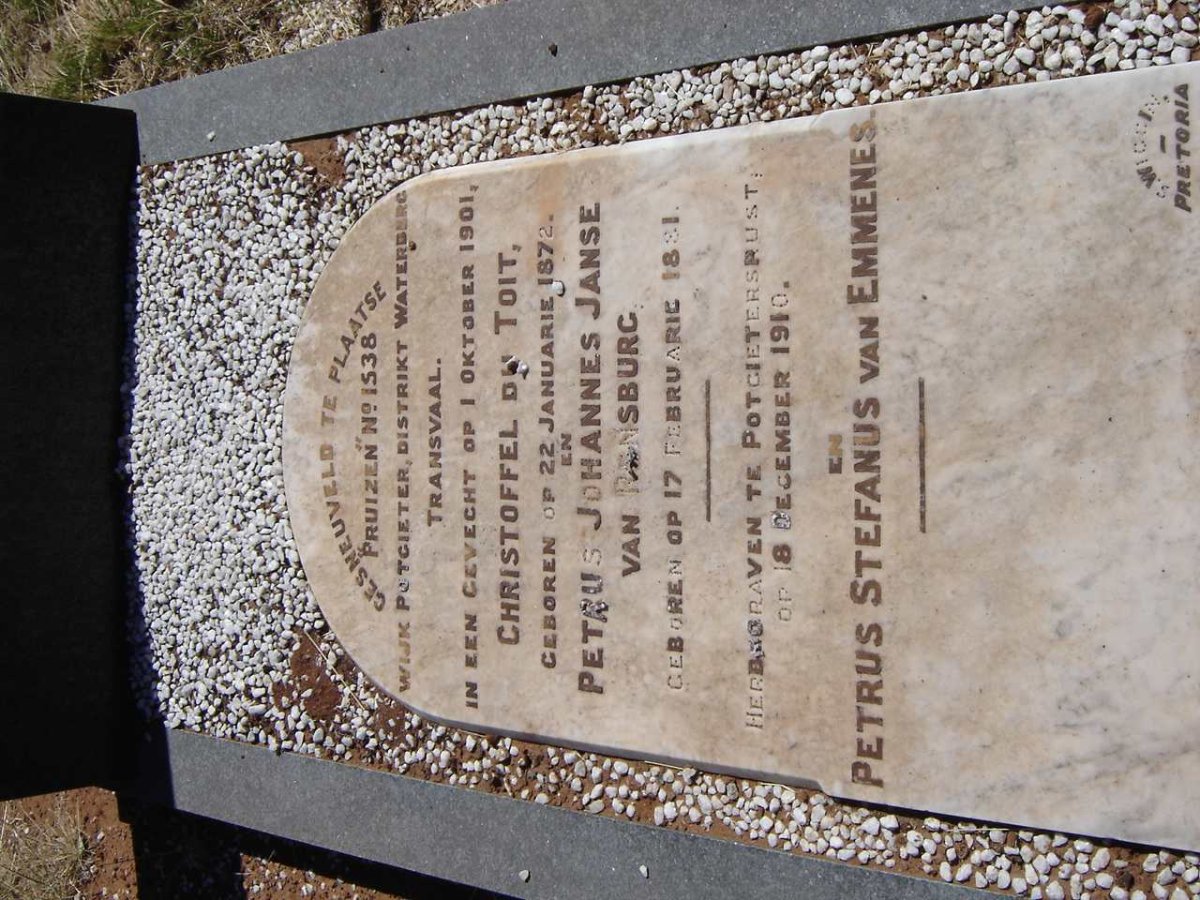 GESNEUVELD TE PLAATSE
"PRUIZEN" No 1538
WIJK POTGIETER, DISTRIKT WATERBURG
TRANSVAAL.
IN EEN GEVECHT OP 1 OKTOBER 1901,
CHRISTOFFEL DU TOIT,
GEBOREN OP 22 JANUARIE 1872.
EN
PETRUS JOHANNES JANSE
VAN RENSBURG,
GEBOREN OP 17 FEBRUARIE 1881.
HERBGRAVEN TE POTGIETERSRUST;
OP 18 DECEMBER 1910.
EN
PETRUS STEFANUS VAN EMMENES.
PRETORIA